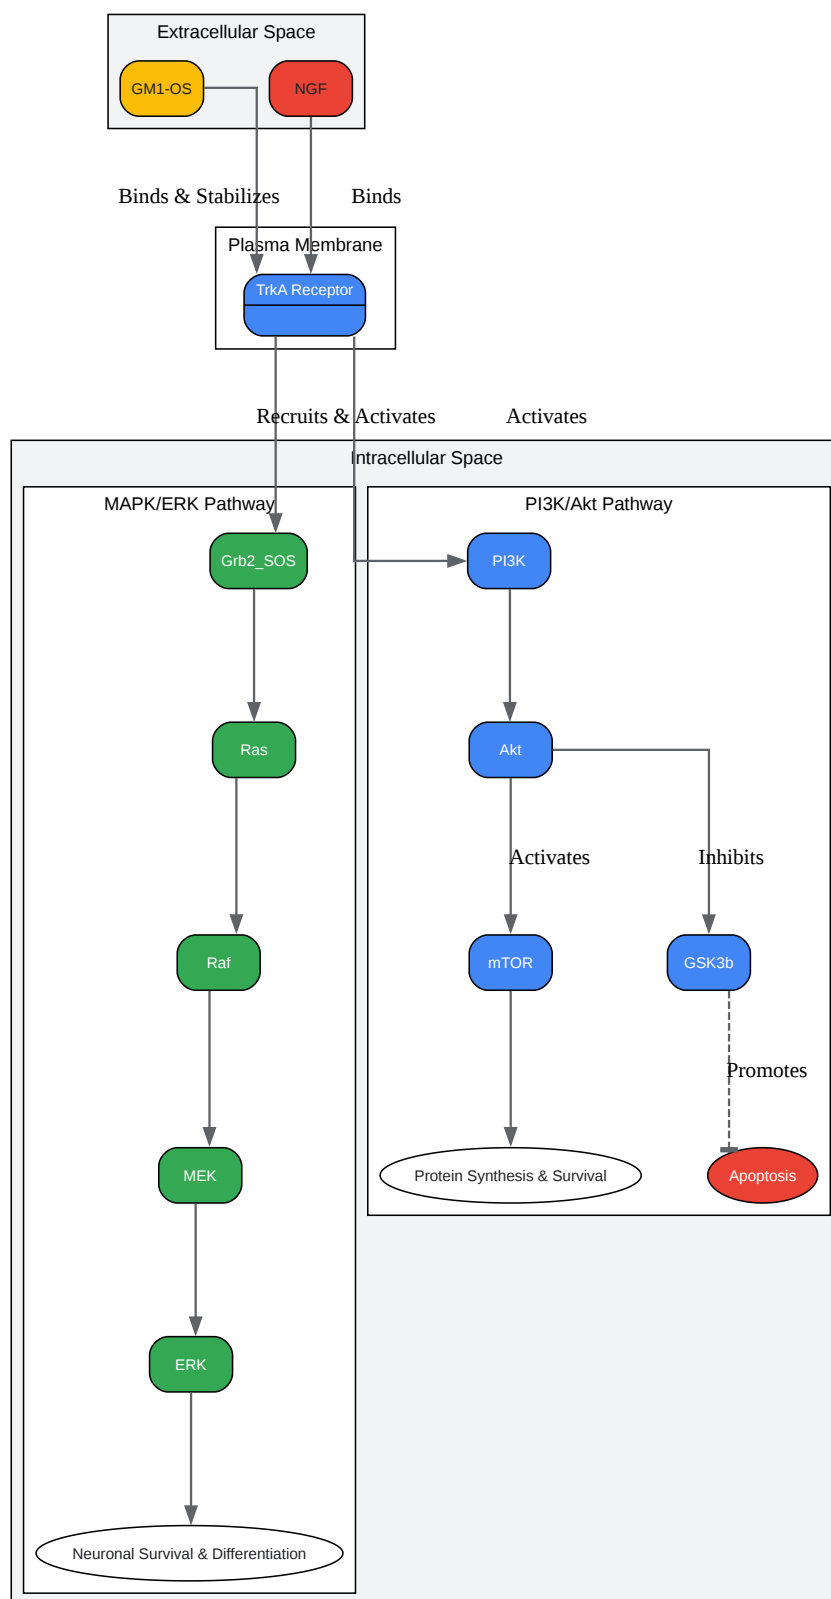 Extracellular Space
GM1-OS
NGF
Binds & Stabilizes
Binds
Plasma Membrane
TrkA Receptor
Recruits & Activates
Activates
Intracellular Space
MAPK/ERK Pathway
PI3K/Akt Pathway
Grb2_SOS
PI3K
Ras
Akt
Activates
Inhibits
Raf
mTOR
GSK3b
Promotes
MEK
Protein Synthesis & Survival
Apoptosis
ERK
Neuronal Survival & Differentiation